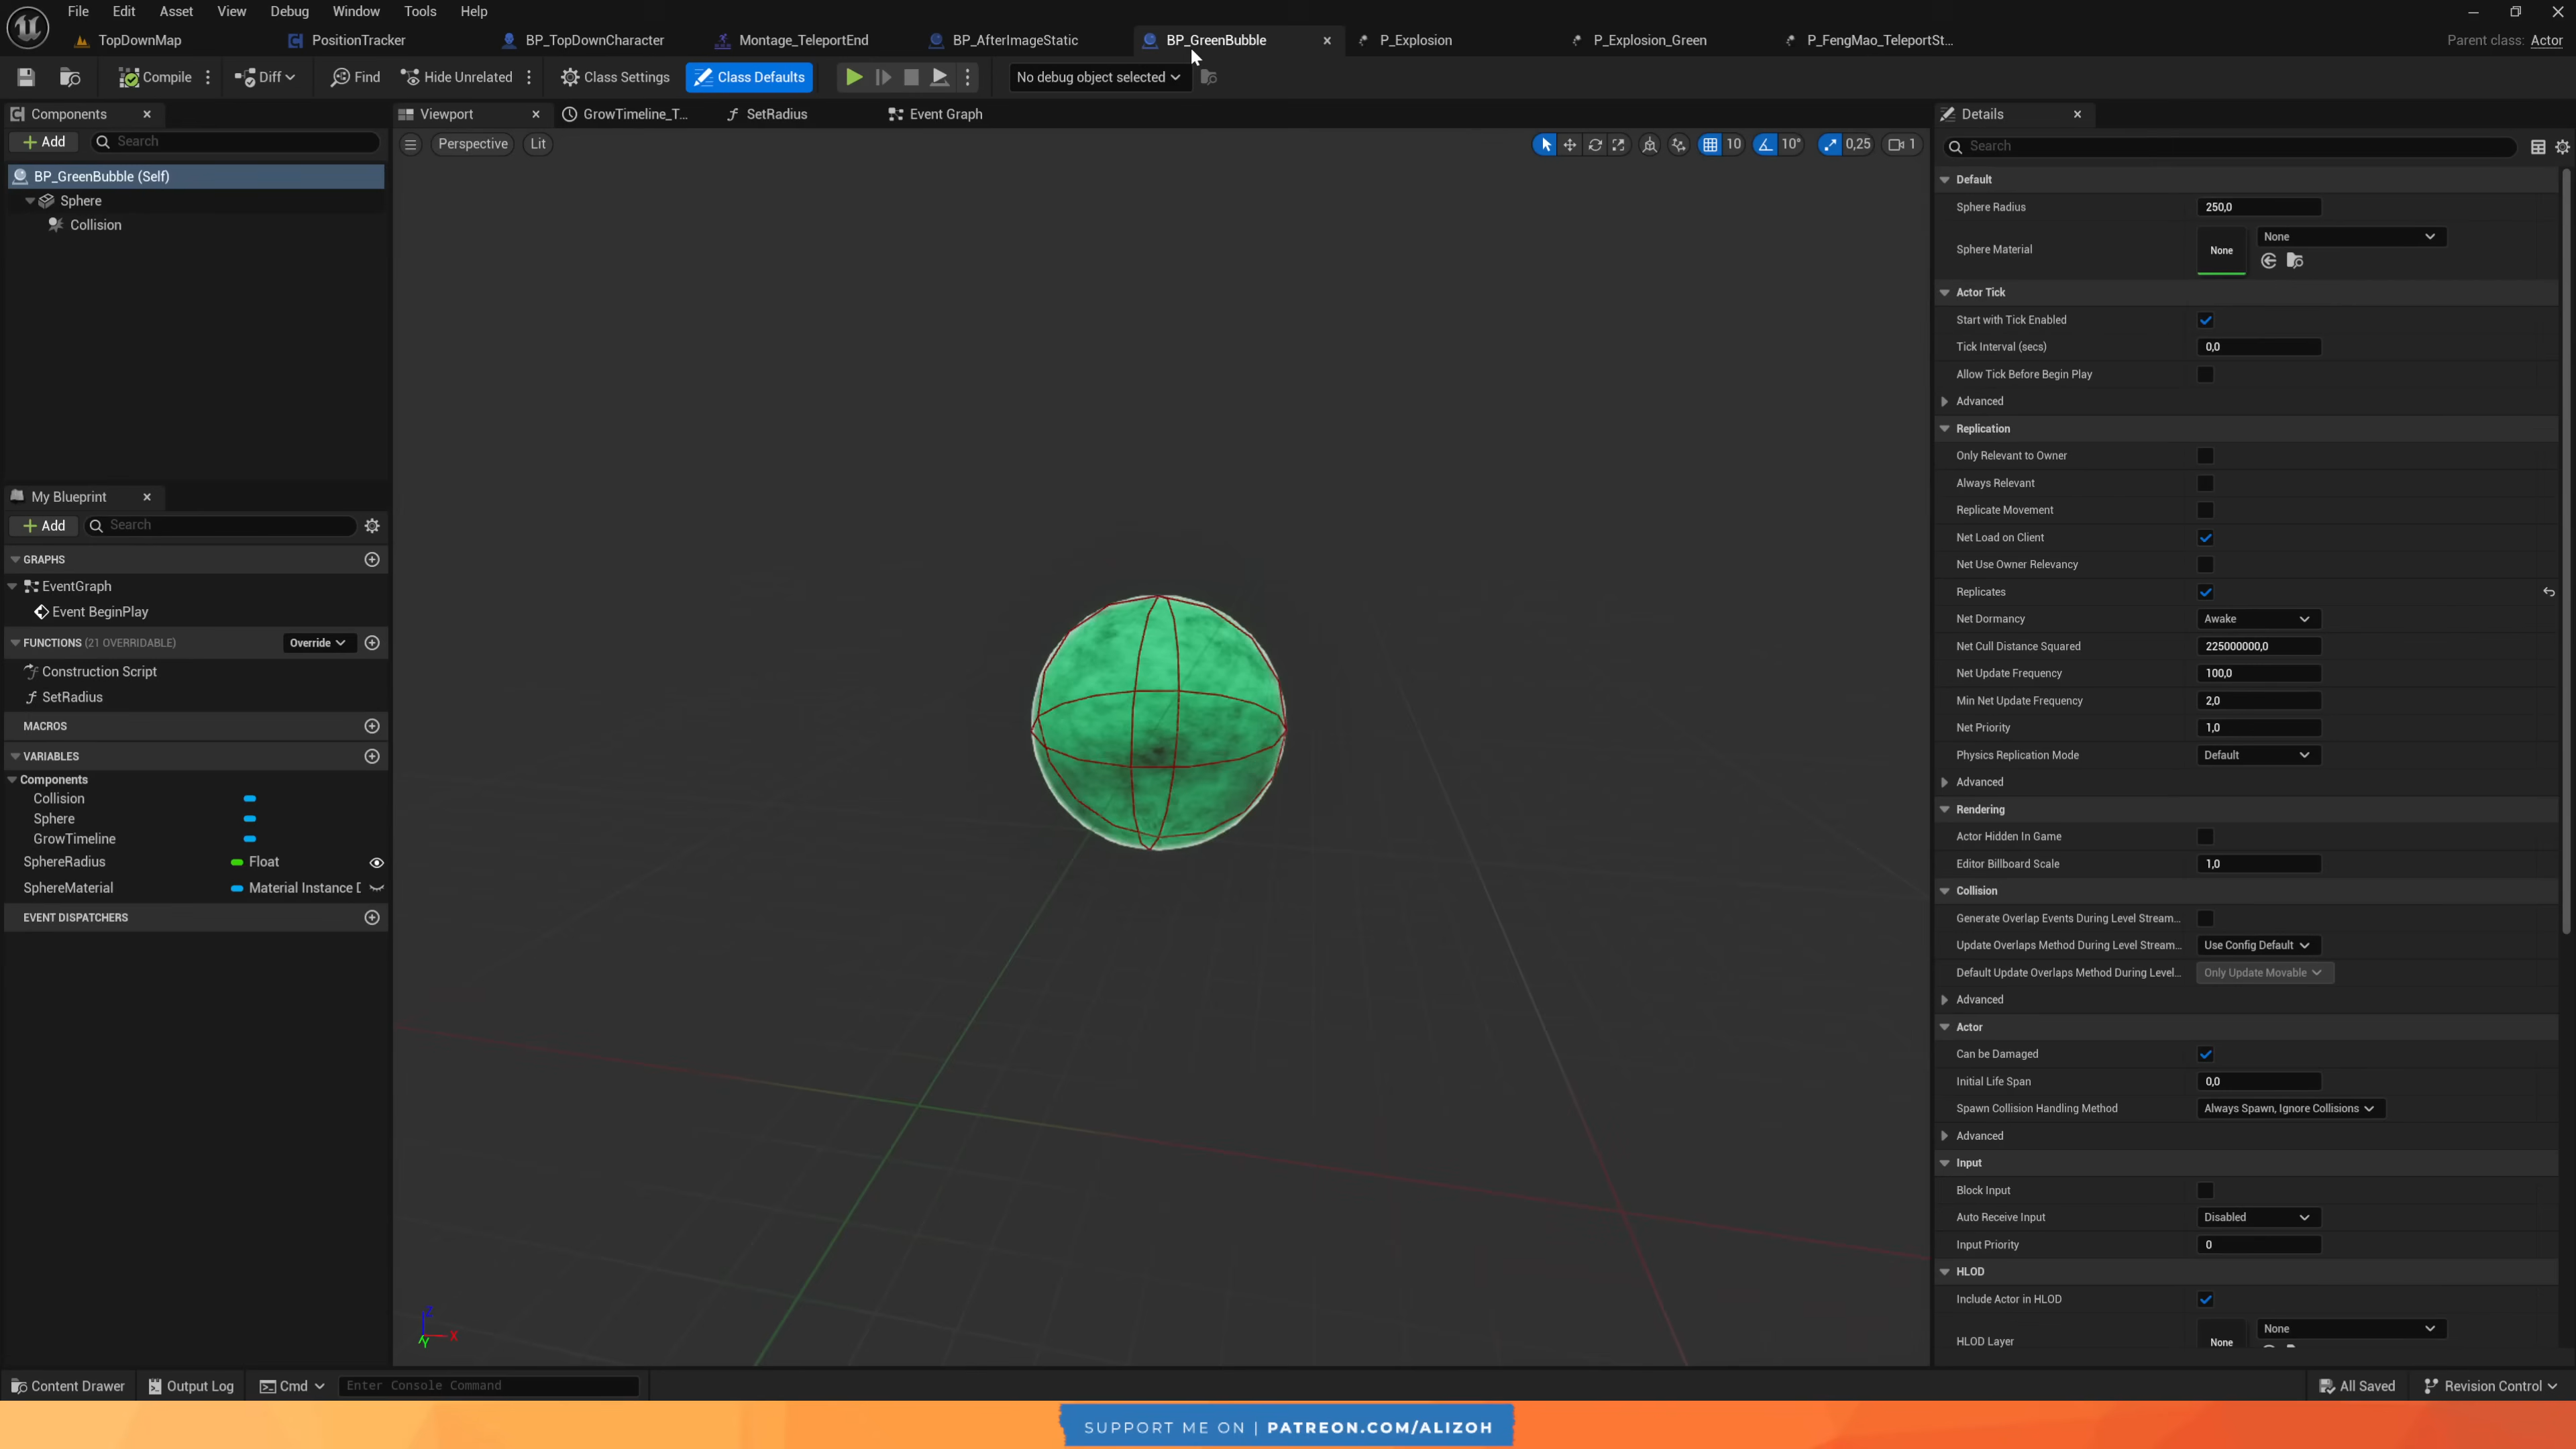 File Edit Asset View Debug Window Tools Help
TopDownMap PositionTracker BP_TopDownCharacter Montage_TeleportEnd BP_AfterImageStatic BP_GreenBubble P_Explosion P_Explosion_Green P_FengMao_TeleportSt... Parent class: Actor
Compile Diff Find Hide Unrelated Class Settings Class Defaults No debug object selected
Components
Add Search
BP_GreenBubble (Self)
Sphere
Collision
My Blueprint
Add Search
GRAPHS
EventGraph
Event BeginPlay
FUNCTIONS (21 OVERRIDABLE) Override
Construction Script
SetRadius
MACROS
VARIABLES
Components
Collision
Sphere
GrowTimeline
SphereRadius Float
SphereMaterial Material Instance D
EVENT DISPATCHERS
Viewport GrowTimeline_T... SetRadius Event Graph
Perspective Lit 10 10° 0,25 1
Z
X
Y
Details
Search
Default
Sphere Radius 250,0
Sphere Material None None
Actor Tick
Start with Tick Enabled
Tick Interval (secs) 0,0
Allow Tick Before Begin Play
Advanced
Replication
Only Relevant to Owner
Always Relevant
Replicate Movement
Net Load on Client
Net Use Owner Relevancy
Replicates
Net Dormancy Awake
Net Cull Distance Squared 225000000,0
Net Update Frequency 100,0
Min Net Update Frequency 2,0
Net Priority 1,0
Physics Replication Mode Default
Advanced
Rendering
Actor Hidden In Game
Editor Billboard Scale 1,0
Collision
Generate Overlap Events During Level Stream...
Update Overlaps Method During Level Stream... Use Config Default
Default Update Overlaps Method During Level... Only Update Movable
Advanced
Actor
Can be Damaged
Initial Life Span 0,0
Spawn Collision Handling Method Always Spawn, Ignore Collisions
Advanced
Input
Block Input
Auto Receive Input Disabled
Input Priority 0
HLOD
Include Actor in HLOD
HLOD Layer None None
Content Drawer Output Log Cmd Enter Console Command All Saved Revision Control
SUPPORT ME ON | PATREON.COM/ALIZOH